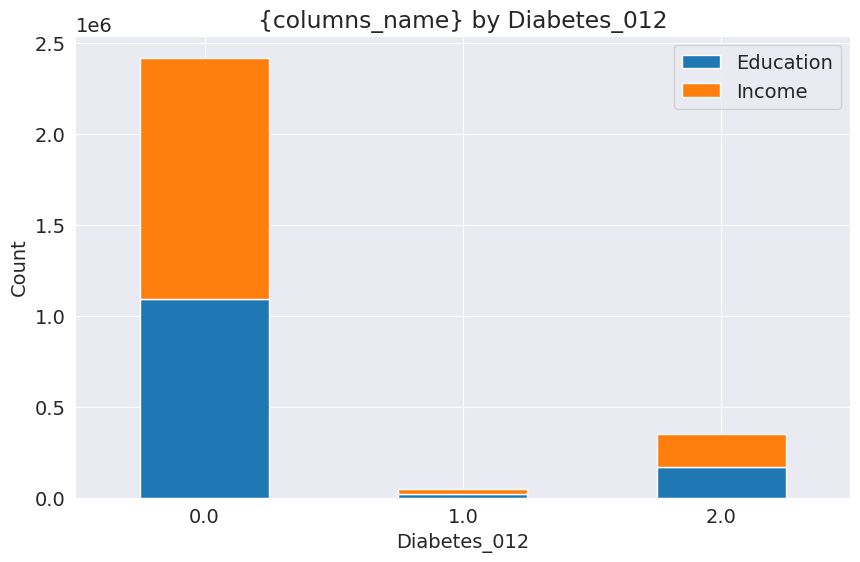 {columns_name} by Diabetes_012
1e6
2.5
2.0
1.5
1.0
0.5
0.0
Count
Education
Income
0.0 1.0 2.0
Diabetes_012